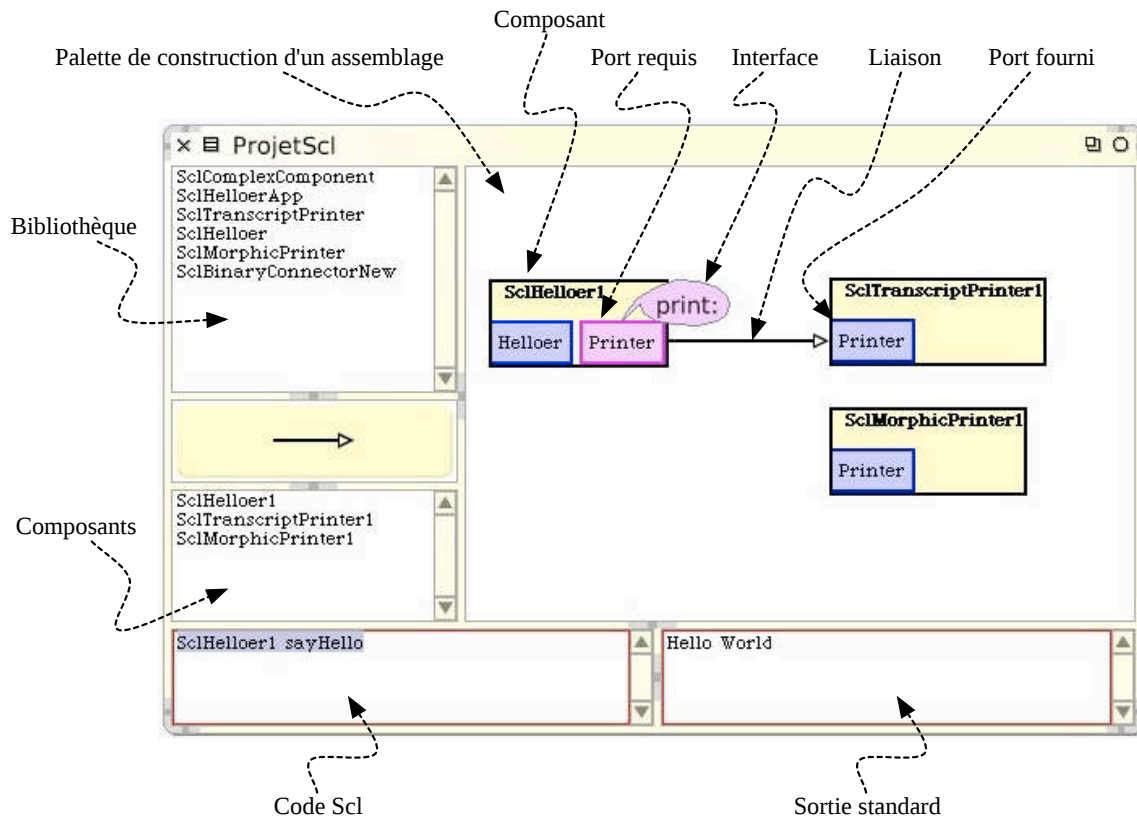 Composant
Palette de construction d'un assemblage
Port requis
Interface
Liaison
Port fourni
ProjetScl
SclComplexComponent
SclHelloerApp
SclTranscriptPrinter
SclHelloer
SclMorphicPrinter
SclBinaryConnectorNew
Bibliothèque
SclHelloer1
print:
Helloer
Printer
SclTranscriptPrinter1
Printer
SclMorphicPrinter1
Printer
Composants
SclHelloer1
SclTranscriptPrinter1
SclMorphicPrinter1
SclHelloer1 sayHello
Hello World
Code Scl
Sortie standard